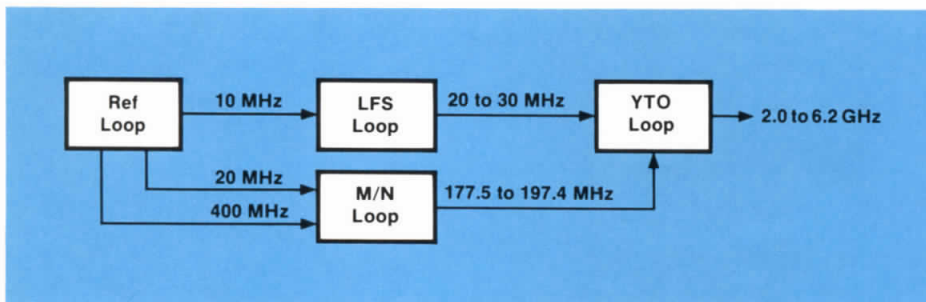 Ref
Loop
10 MHz
LFS
Loop
20 to 30 MHz
YTO
Loop
2.0 to 6.2 GHz
20 MHz
400 MHz
M/N
Loop
177.5 to 197.4 MHz